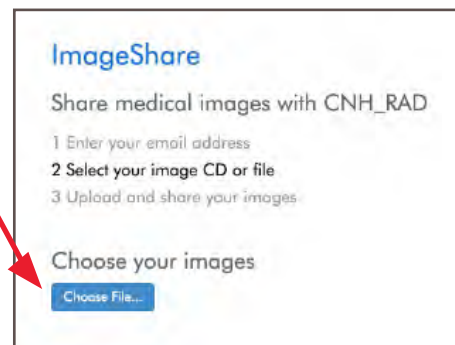 ImageShare
Share medical images with CNH_RAD
1 Enter your email address
2 Select your image CD or file
3 Upload and share your images
Choose your images
Choose File...